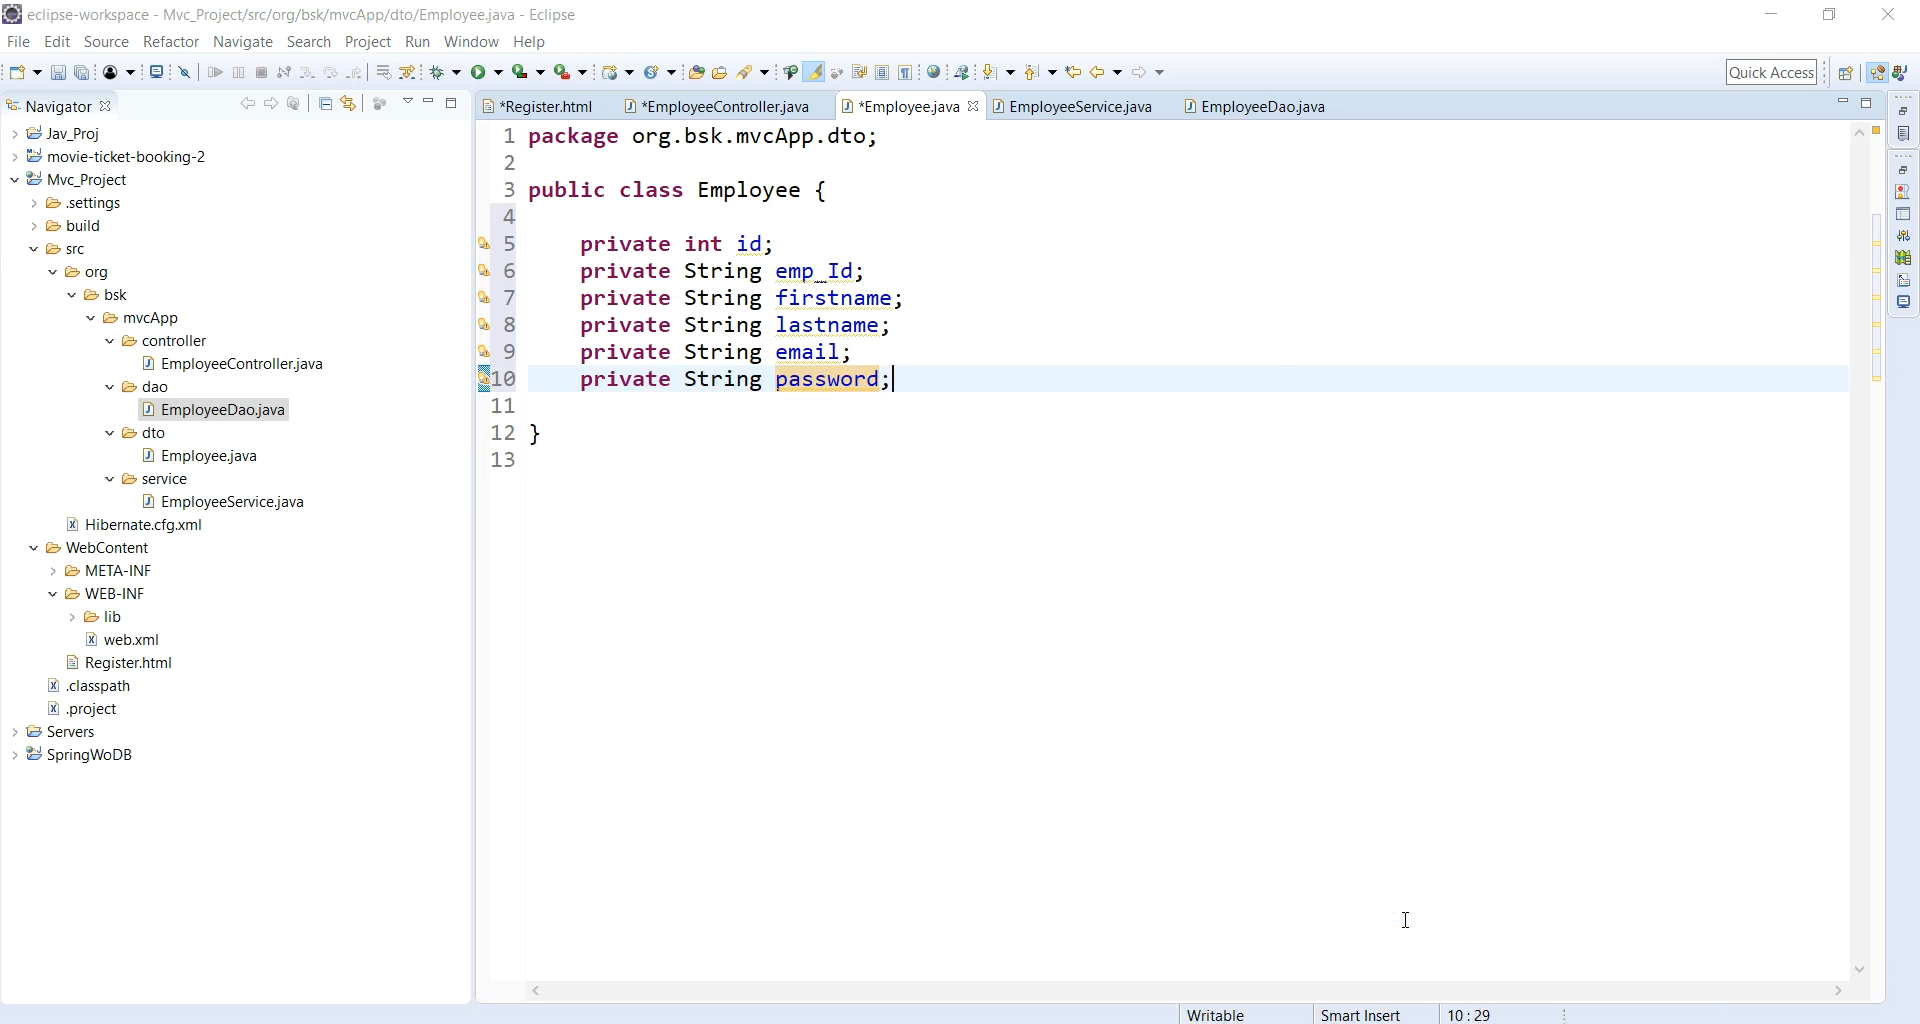 eclipse-workspace - Mvc_Project/src/org/bsk/mvcApp/dto/Employee.java - Eclipse
File Edit Source Refactor Navigate Search Project Run Window Help
Quick Access
Navigator
*Register.html *EmployeeController.java *Employee.java EmployeeService.java EmployeeDao.java
Jav_Proj
movie-ticket-booking-2
Mvc_Project
.settings
build
src
org
bsk
mvcApp
controller
EmployeeController.java
dao
EmployeeDao.java
dto
Employee.java
service
EmployeeService.java
Hibernate.cfg.xml
WebContent
META-INF
WEB-INF
lib
web.xml
Register.html
.classpath
.project
Servers
SpringWoDB
1 package org.bsk.mvcApp.dto;
2
3 public class Employee {
4
5 private int id;
6 private String emp_Id;
7 private String firstname;
8 private String lastname;
9 private String email;
10 private String password;
11
12 }
13
Writable Smart Insert 10 : 29